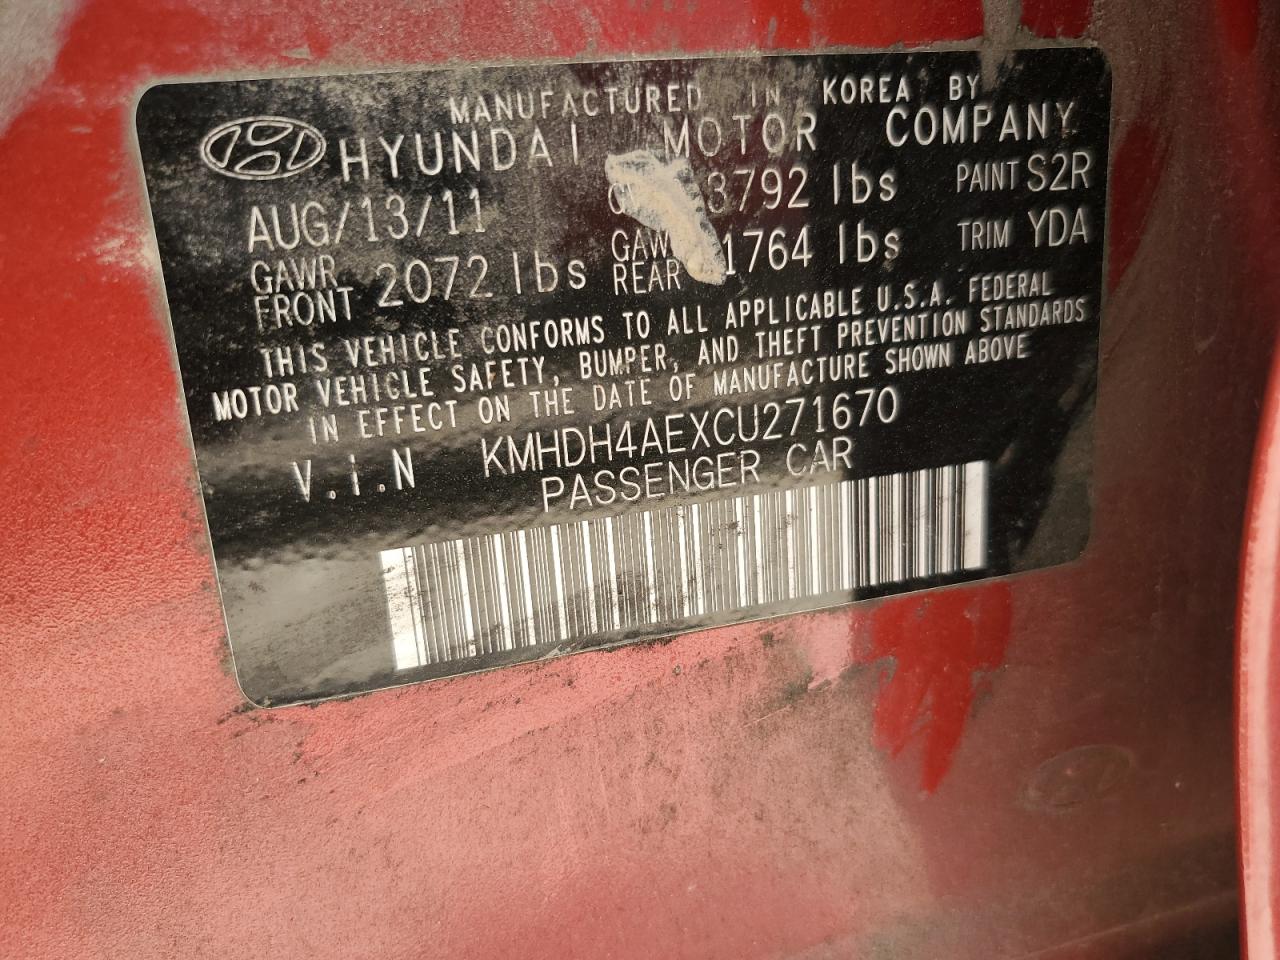 MANUFACTURED IN KOREA BY
HYUNDAI MOTOR COMPANY
AUG/13/11 3792 lbs PAINT S2R
GAWR FRONT 2072 lbs GAWR REAR 1764 lbs TRIM YDA
THIS VEHICLE CONFORMS TO ALL APPLICABLE U.S.A. FEDERAL
MOTOR VEHICLE SAFETY, BUMPER, AND THEFT PREVENTION STANDARDS
IN EFFECT ON THE DATE OF MANUFACTURE SHOWN ABOVE
V.i.N KMHDH4AEXCU271670
PASSENGER CAR